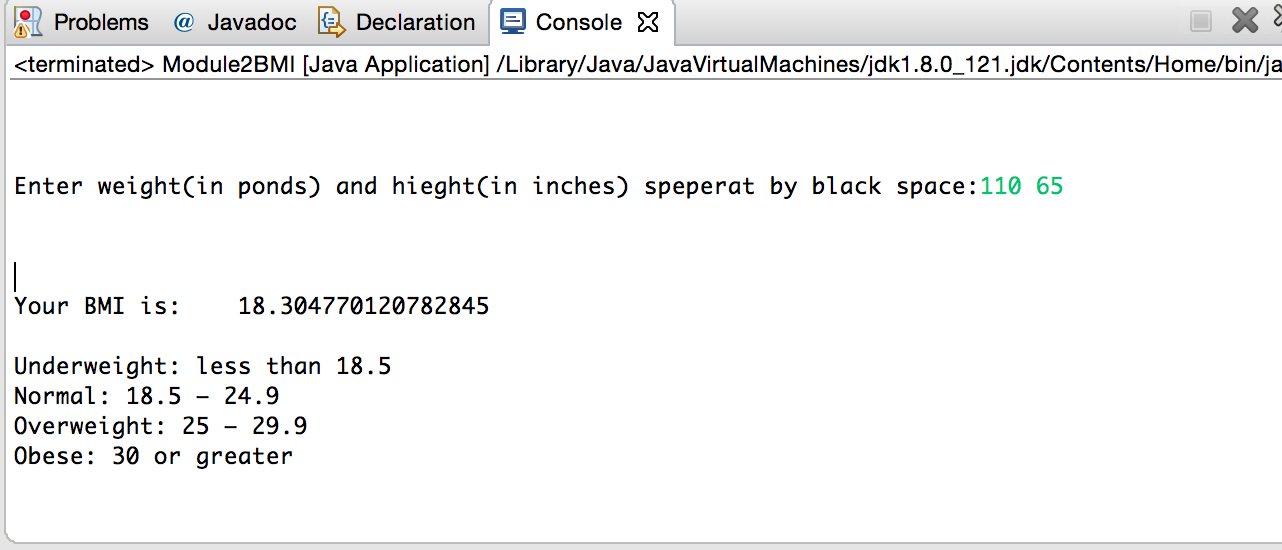 Problems @ Javadoc Declaration Console
<terminated> Module2BMI [Java Application] /Library/Java/JavaVirtualMachines/jdk1.8.0_121.jdk/Contents/Home/bin/ja
Enter weight(in ponds) and hieght(in inches) speperat by black space:110 65
Your BMI is:    18.304770120782845
Underweight: less than 18.5
Normal: 18.5 – 24.9
Overweight: 25 – 29.9
Obese: 30 or greater